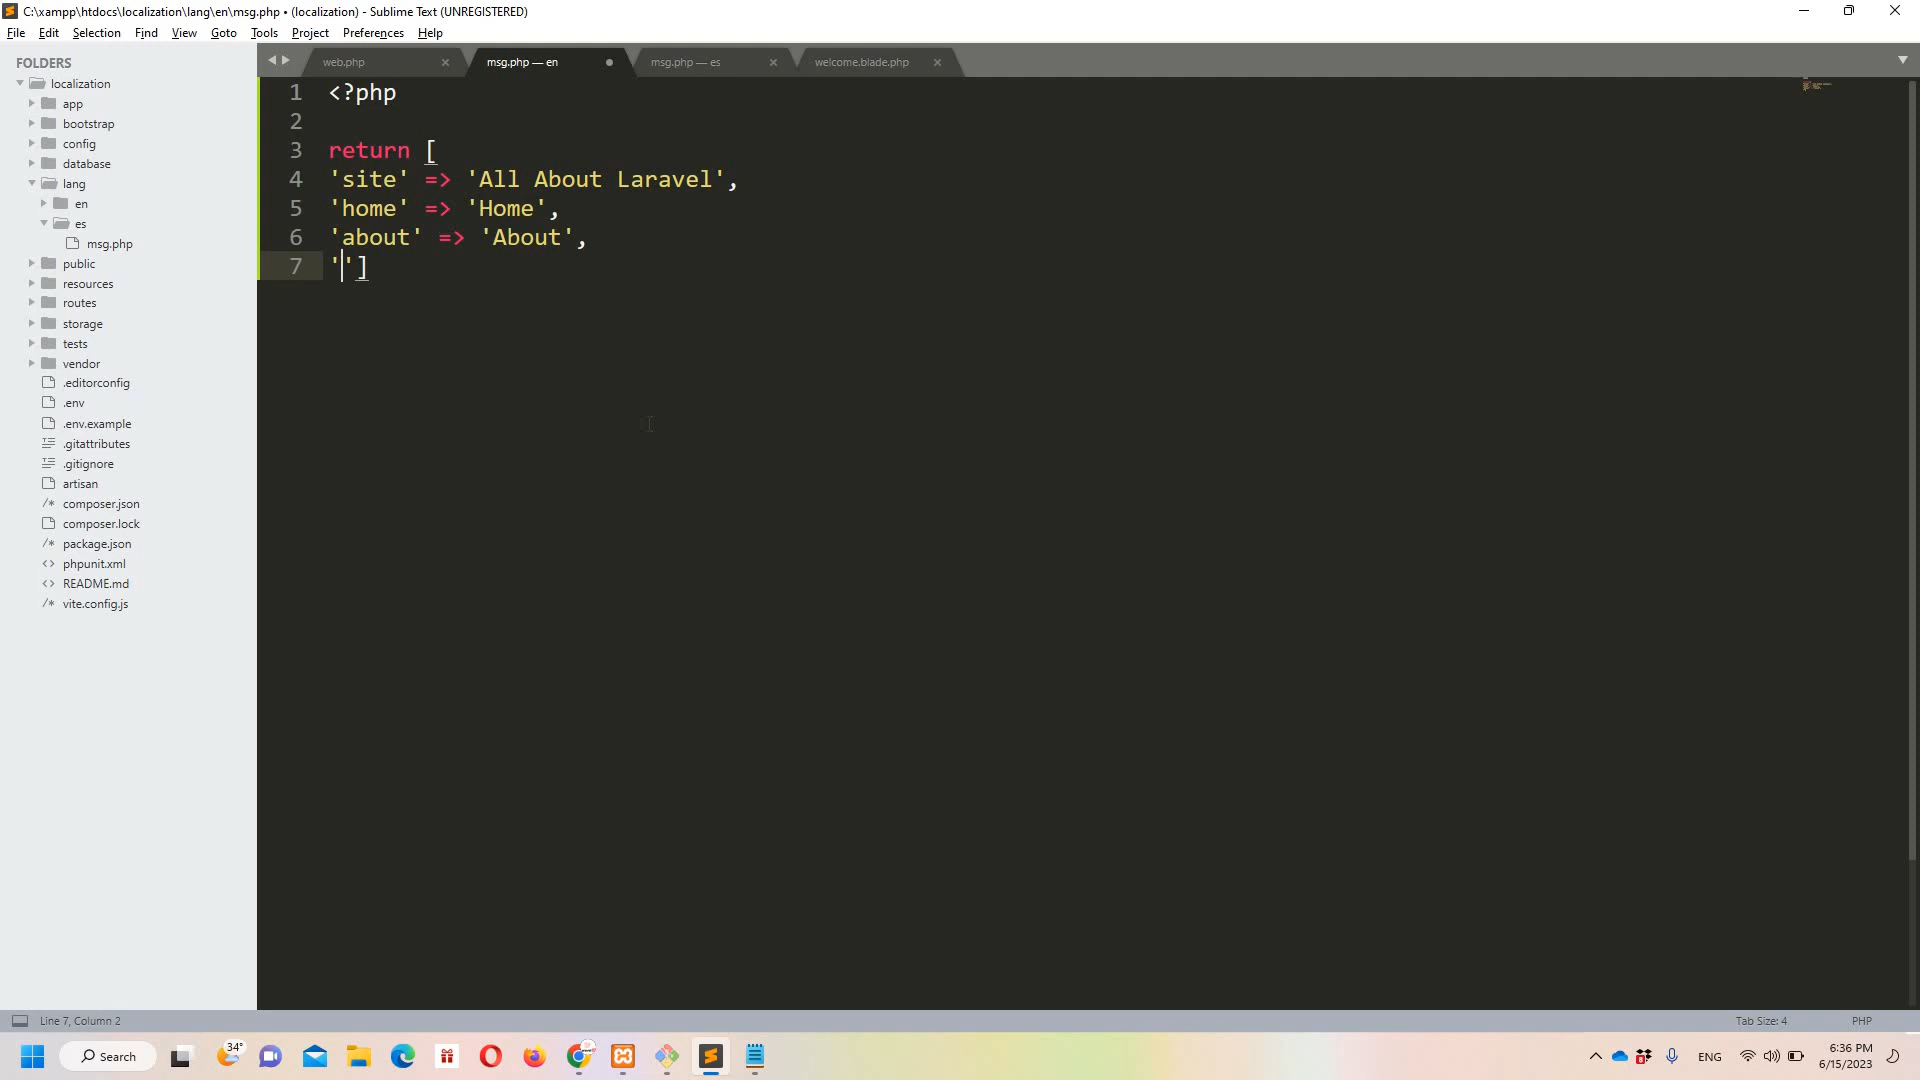 C:\xampp\htdocs\localization\lang\en\msg.php • (localization) - Sublime Text (UNREGISTERED)
File Edit Selection Find View Goto Tools Project Preferences Help
FOLDERS
localization
app
bootstrap
config
database
lang
en
es
msg.php
public
resources
routes
storage
tests
vendor
.editorconfig
.env
.env.example
.gitattributes
.gitignore
artisan
composer.json
composer.lock
package.json
phpunit.xml
README.md
vite.config.js
web.php
msg.php — en
msg.php — es
welcome.blade.php
1 <?php
2
3 return [
4 'site' => 'All About Laravel',
5 'home' => 'Home',
6 'about' => 'About',
7 '']
Line 7, Column 2
Tab Size: 4
PHP
34°
Search
8
ENG
6:36 PM
6/15/2023